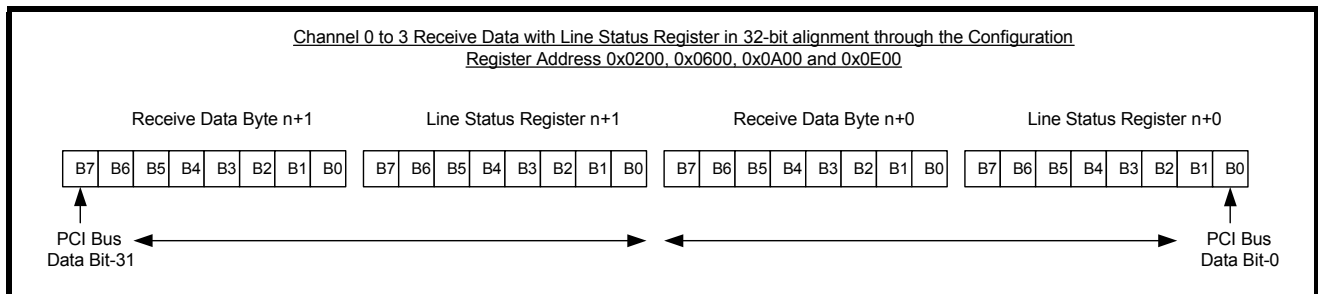 Channel 0 to 3 Receive Data with Line Status Register in 32-bit alignment through the Configuration
Register Address 0x0200, 0x0600, 0x0A00 and 0x0E00
Receive Data Byte n+1 Line Status Register n+1 Receive Data Byte n+0 Line Status Register n+0
B7 B6 B5 B4 B3 B2 B1 B0 B7 B6 B5 B4 B3 B2 B1 B0 B7 B6 B5 B4 B3 B2 B1 B0 B7 B6 B5 B4 B3 B2 B1 B0
PCI Bus PCI Bus
Data Bit-31 Data Bit-0